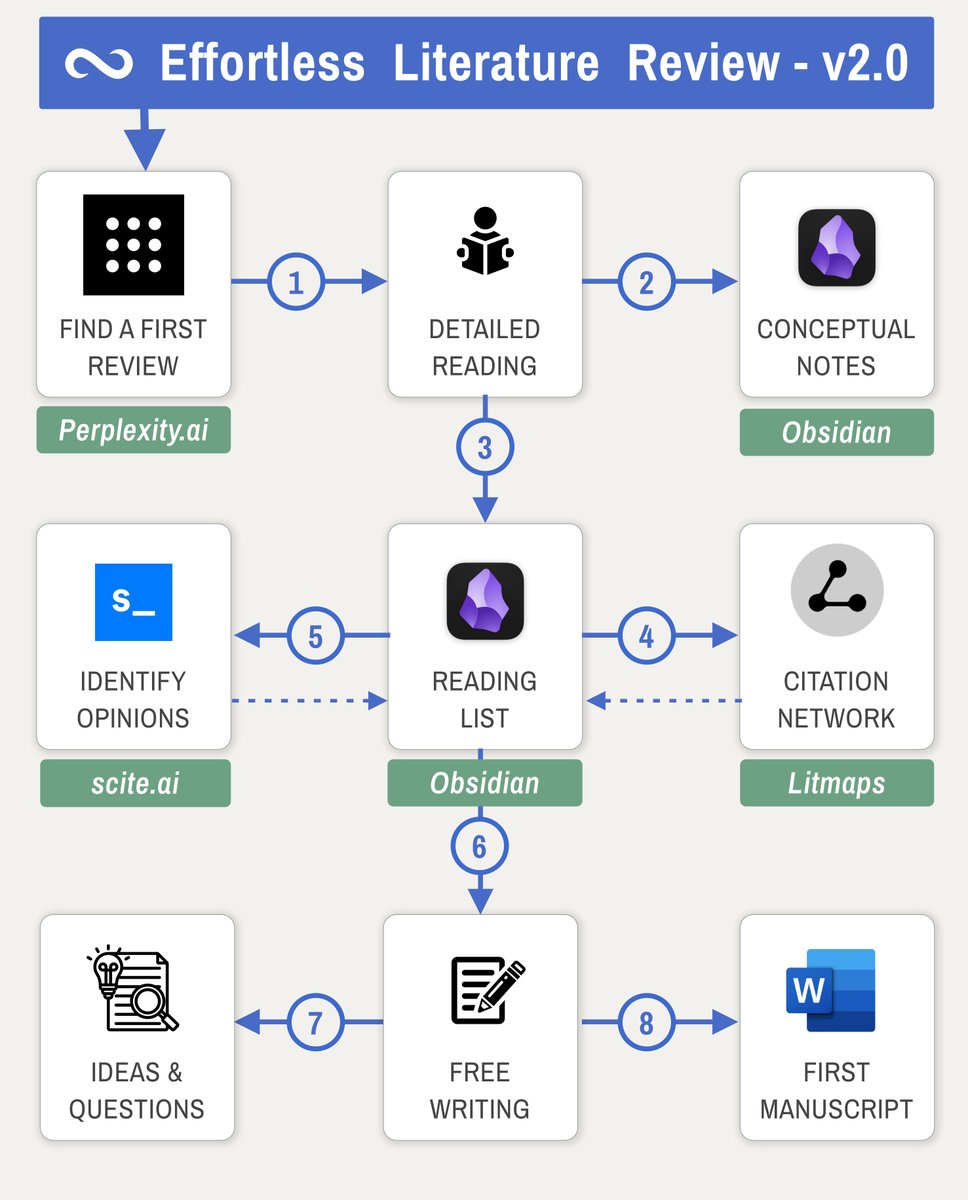 Effortless Literature Review - v2.0
FIND A FIRST
REVIEW
Perplexity.ai
1
DETAILED
READING
2
CONCEPTUAL
NOTES
Obsidian
3
s_
IDENTIFY
OPINIONS
scite.ai
5
READING
LIST
Obsidian
4
CITATION
NETWORK
Litmaps
6
IDEAS &
QUESTIONS
7
FREE
WRITING
8
W
FIRST
MANUSCRIPT